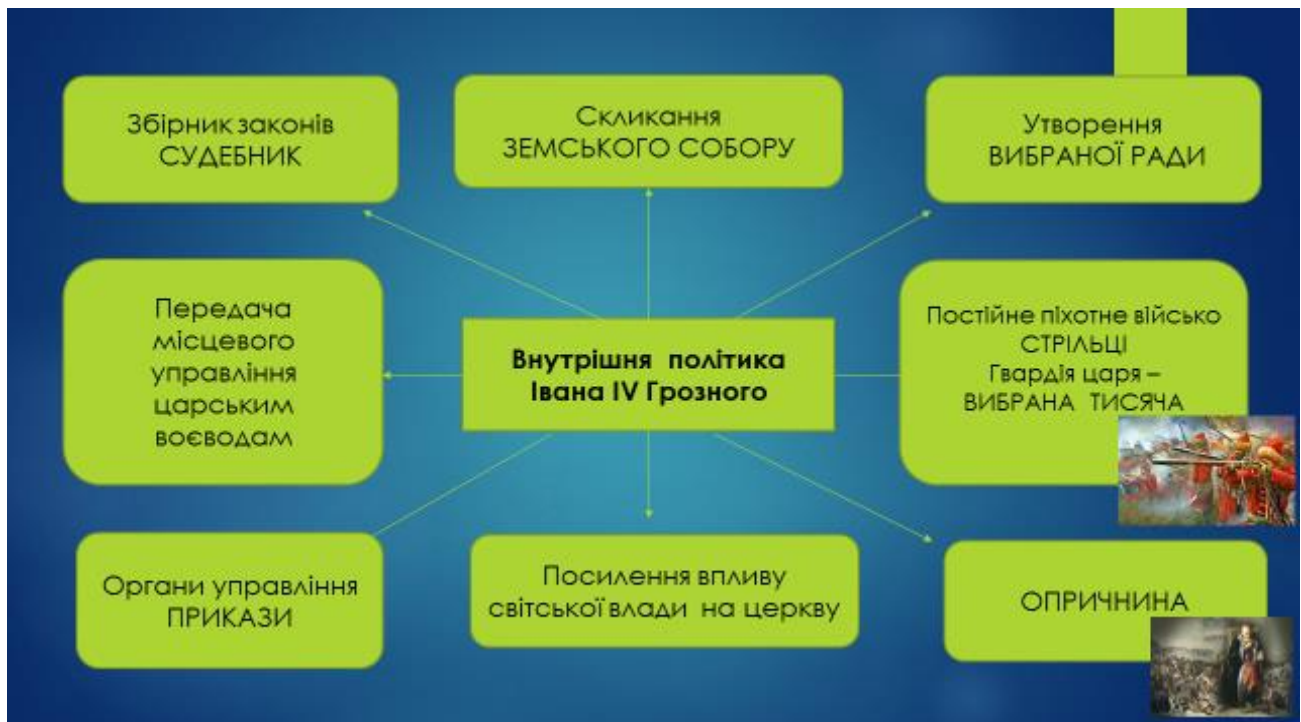 Збірник законів
СУДЕБНИК
Скликання
ЗЕМСЬКОГО СОБОРУ
Утворення
ВИБРАНОЇ РАДИ
Передача
місцевого
управління
царським
воєводам
Внутрішня політика
Івана IV Грозного
Постійне піхотне військо
СТРІЛЬЦІ
Гвардія царя –
ВИБРАНА ТИСЯЧА
Органи управління
ПРИКАЗИ
Посилення впливу
світської влади на церкву
ОПРИЧНИНА